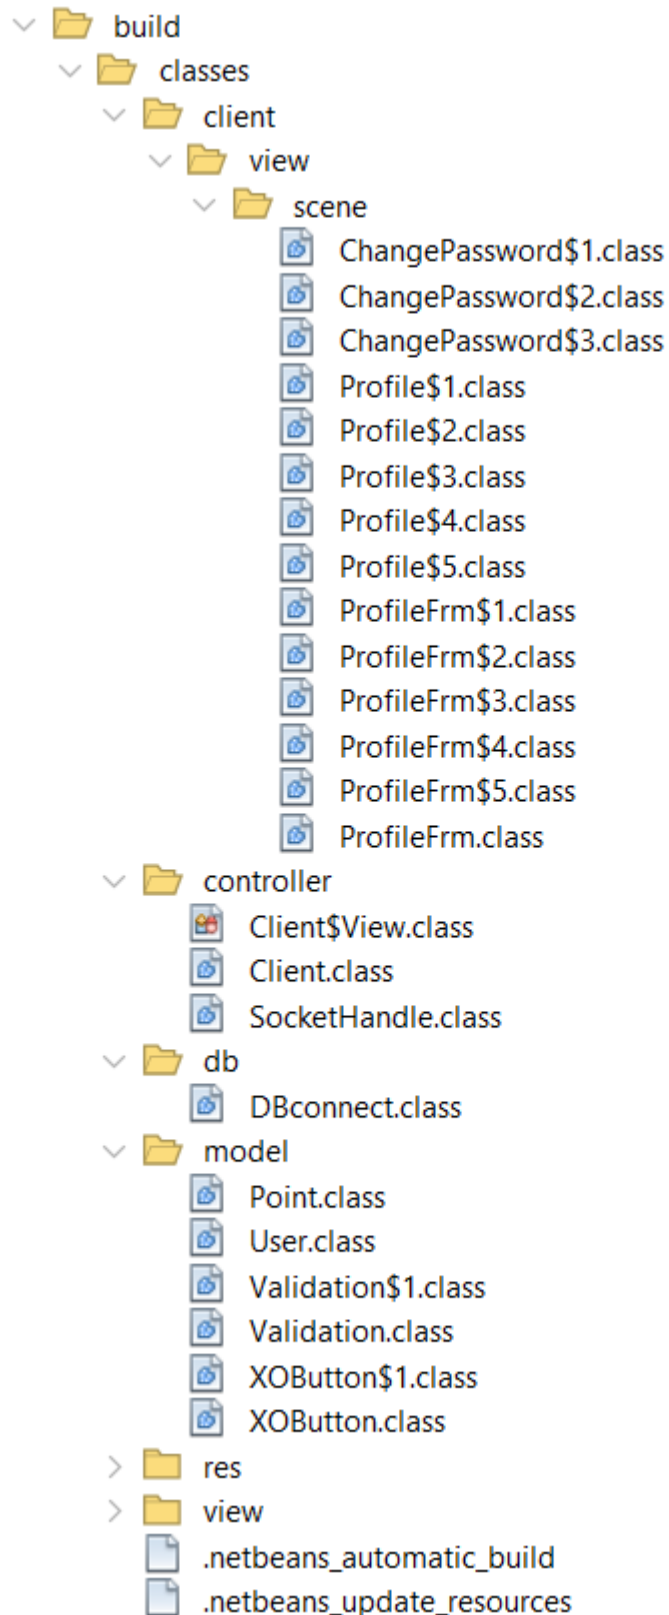 build
classes
client
view
scene
ChangePassword$1.class
ChangePassword$2.class
ChangePassword$3.class
Profile$1.class
Profile$2.class
Profile$3.class
Profile$4.class
Profile$5.class
ProfileFrm$1.class
ProfileFrm$2.class
ProfileFrm$3.class
ProfileFrm$4.class
ProfileFrm$5.class
ProfileFrm.class
controller
Client$View.class
Client.class
SocketHandle.class
db
DBconnect.class
model
Point.class
User.class
Validation$1.class
Validation.class
XOButton$1.class
XOButton.class
res
view
.netbeans_automatic_build
.netbeans_update_resources